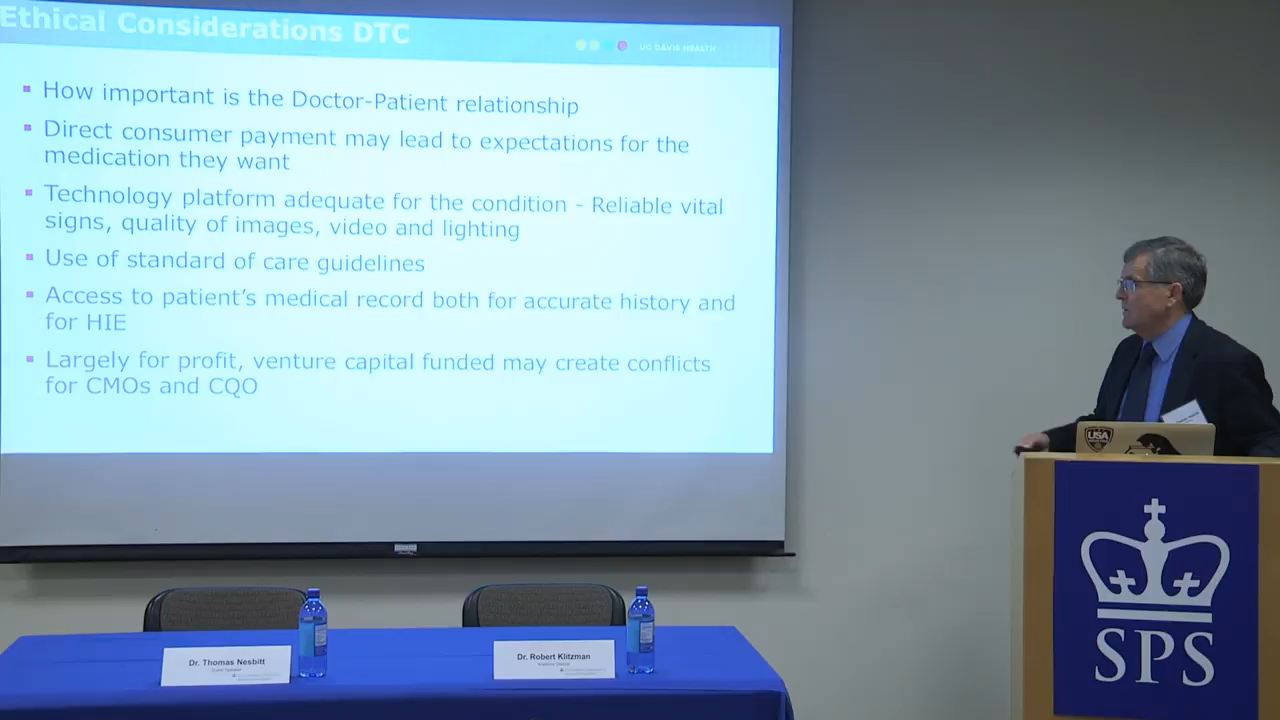 Ethical Considerations DTC
UC DAVIS HEALTH
How important is the Doctor-Patient relationship
Direct consumer payment may lead to expectations for the
medication they want
Technology platform adequate for the condition - Reliable vital
signs, quality of images, video and lighting
Use of standard of care guidelines
Access to patient's medical record both for accurate history and
for HIE
Largely for profit, venture capital funded may create conflicts
for CMOs and CQO
USA
SPS
Dr. Thomas Nesbitt
Dr. Robert Klitzman